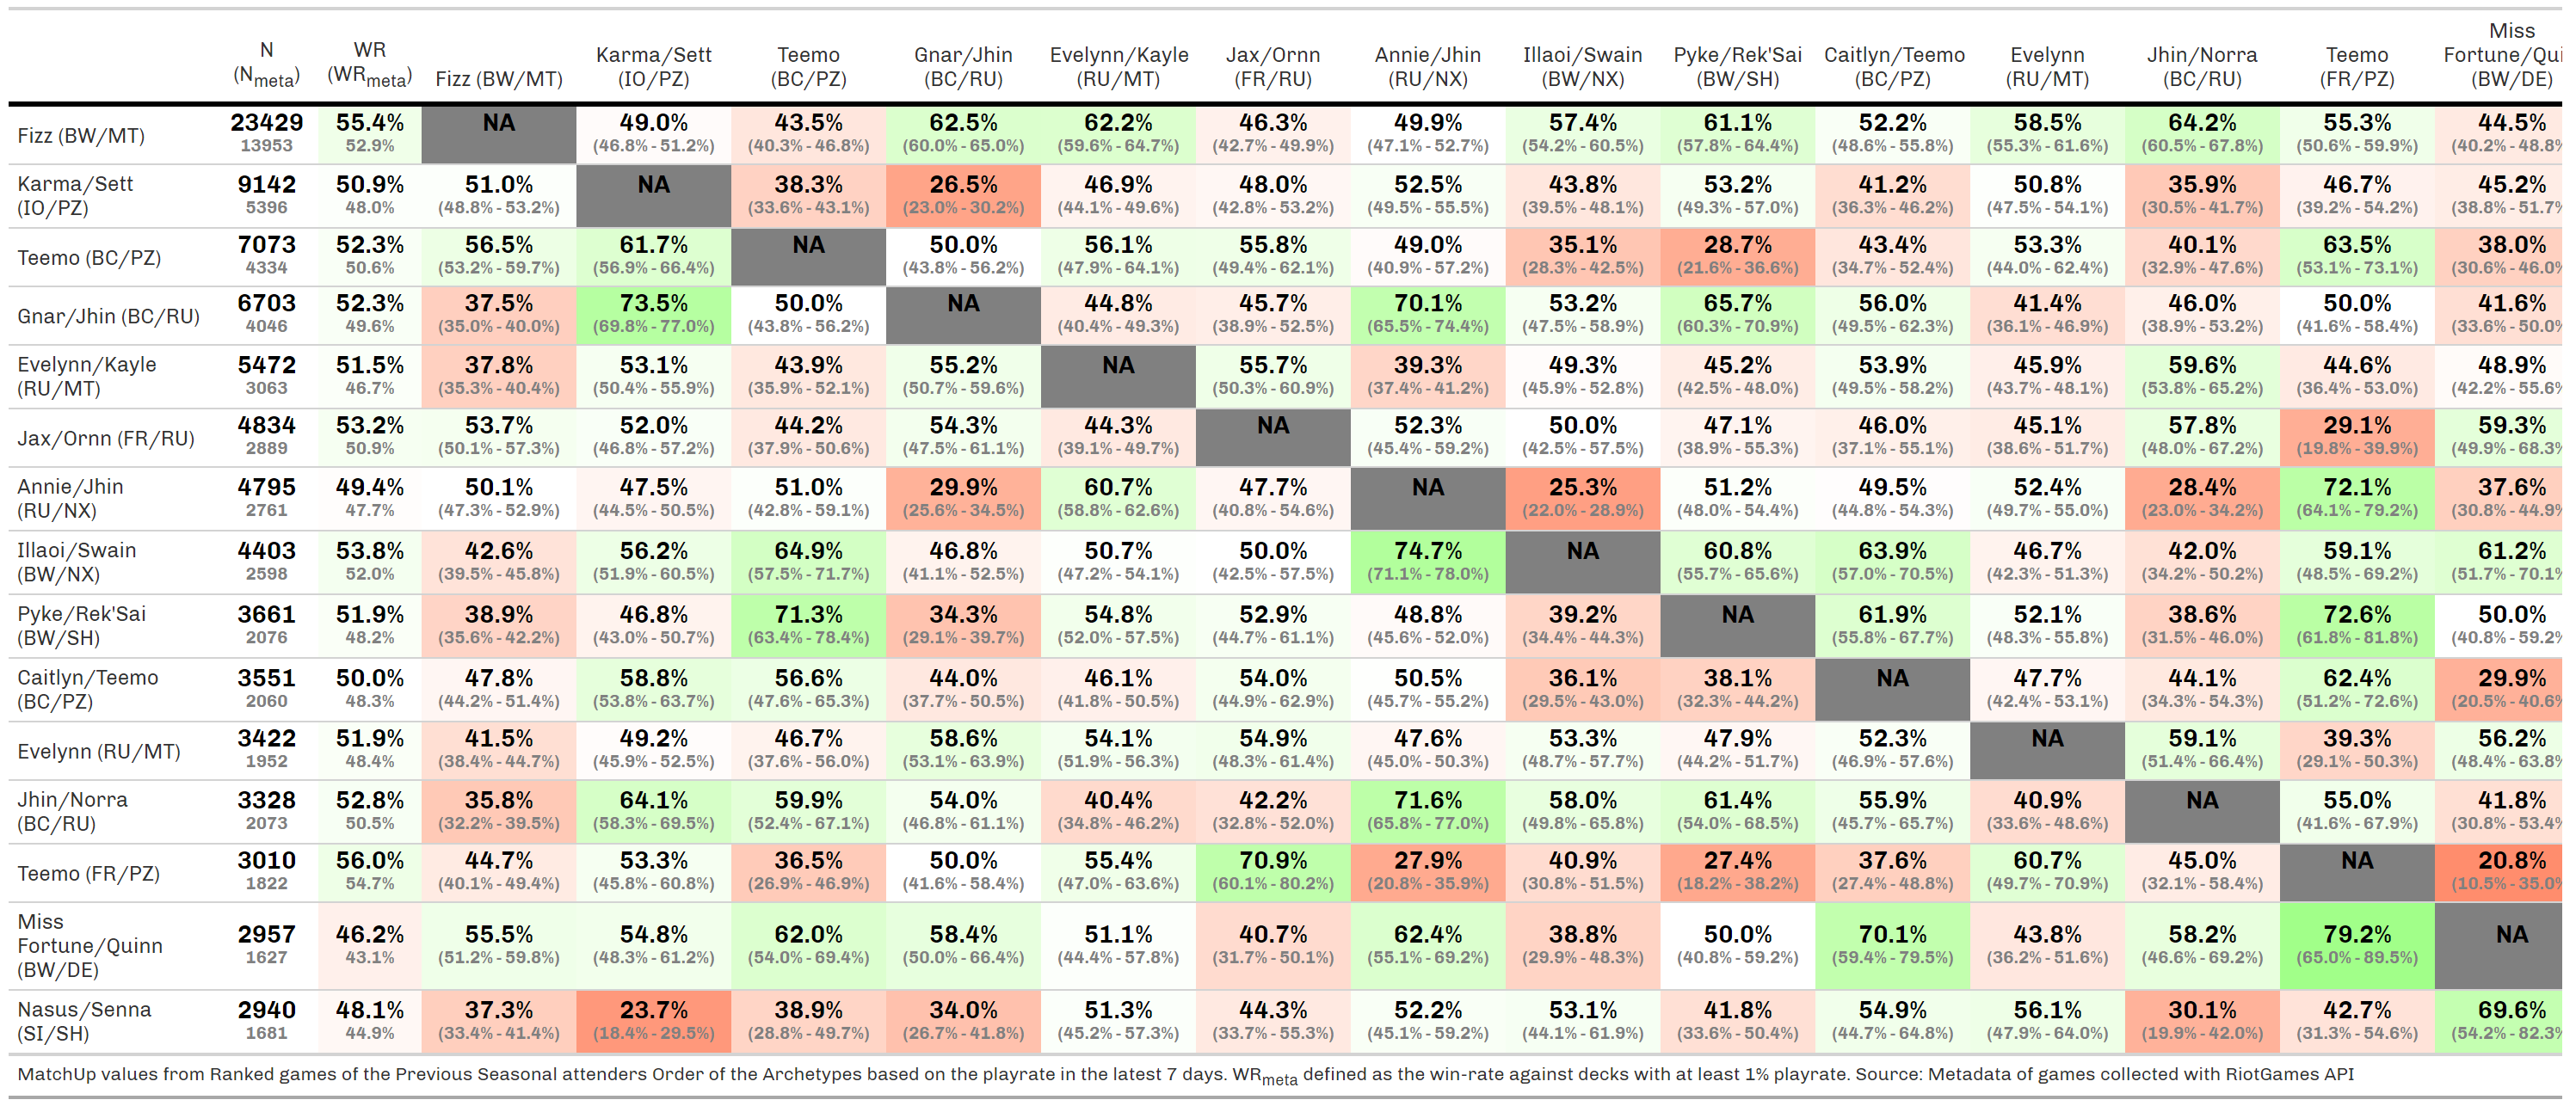 N (N_meta) WR (WR_meta) Fizz (BW/MT) Karma/Sett (IO/PZ) Teemo (BC/PZ) Gnar/Jhin (BC/RU) Evelynn/Kayle (RU/MT) Jax/Ornn (FR/RU) Annie/Jhin (RU/NX) Illaoi/Swain (BW/NX) Pyke/Rek'Sai (BW/SH) Caitlyn/Teemo (BC/PZ) Evelynn (RU/MT) Jhin/Norra (BC/RU) Teemo (FR/PZ) Miss Fortune/Qui (BW/DE)
Fizz (BW/MT) 23429 55.4% NA 49.0% 43.5% 62.5% 62.2% 46.3% 49.9% 57.4% 61.1% 52.2% 58.5% 64.2% 55.3% 44.5%
13953 52.9% (46.8% - 51.2%) (40.3% - 46.8%) (60.0% - 65.0%) (59.6% - 64.7%) (42.7% - 49.9%) (47.1% - 52.7%) (54.2% - 60.5%) (57.8% - 64.4%) (48.6% - 55.8%) (55.3% - 61.6%) (60.5% - 67.8%) (50.6% - 59.9%) (40.2% - 48.8%
Karma/Sett 9142 50.9% 51.0% NA 38.3% 26.5% 46.9% 48.0% 52.5% 43.8% 53.2% 41.2% 50.8% 35.9% 46.7% 45.2%
(IO/PZ) 5396 48.0% (48.8% - 53.2%) (33.6% - 43.1%) (23.0% - 30.2%) (44.1% - 49.6%) (42.8% - 53.2%) (49.5% - 55.5%) (39.5% - 48.1%) (49.3% - 57.0%) (36.3% - 46.2%) (47.5% - 54.1%) (30.5% - 41.7%) (39.2% - 54.2%) (38.8% - 51.7%
Teemo (BC/PZ) 7073 52.3% 56.5% 61.7% NA 50.0% 56.1% 55.8% 49.0% 35.1% 28.7% 43.4% 53.3% 40.1% 63.5% 38.0%
4334 50.6% (53.2% - 59.7%) (56.9% - 66.4%) (43.8% - 56.2%) (47.9% - 64.1%) (49.4% - 62.1%) (40.9% - 57.2%) (28.3% - 42.5%) (21.6% - 36.6%) (34.7% - 52.4%) (44.0% - 62.4%) (32.9% - 47.6%) (53.1% - 73.1%) (30.6% - 46.0%
Gnar/Jhin (BC/RU) 6703 52.3% 37.5% 73.5% 50.0% NA 44.8% 45.7% 70.1% 53.2% 65.7% 56.0% 41.4% 46.0% 50.0% 41.6%
4046 49.6% (35.0% - 40.0%) (69.8% - 77.0%) (43.8% - 56.2%) (40.4% - 49.3%) (38.9% - 52.5%) (65.5% - 74.4%) (47.5% - 58.9%) (60.3% - 70.9%) (49.5% - 62.3%) (36.1% - 46.9%) (38.9% - 53.2%) (41.6% - 58.4%) (33.6% - 50.0%
Evelynn/Kayle 5472 51.5% 37.8% 53.1% 43.9% 55.2% NA 55.7% 39.3% 49.3% 45.2% 53.9% 45.9% 59.6% 44.6% 48.9%
(RU/MT) 3063 46.7% (35.3% - 40.4%) (50.4% - 55.9%) (35.9% - 52.1%) (50.7% - 59.6%) (50.3% - 60.9%) (37.4% - 41.2%) (45.9% - 52.8%) (42.5% - 48.0%) (49.5% - 58.2%) (43.7% - 48.1%) (53.8% - 65.2%) (36.4% - 53.0%) (42.2% - 55.6%
Jax/Ornn (FR/RU) 4834 53.2% 53.7% 52.0% 44.2% 54.3% 44.3% NA 52.3% 50.0% 47.1% 46.0% 45.1% 57.8% 29.1% 59.3%
2889 50.9% (50.1% - 57.3%) (46.8% - 57.2%) (37.9% - 50.6%) (47.5% - 61.1%) (39.1% - 49.7%) (45.4% - 59.2%) (42.5% - 57.5%) (38.9% - 55.3%) (37.1% - 55.1%) (38.6% - 51.7%) (48.0% - 67.2%) (19.8% - 39.9%) (49.9% - 68.3%
Annie/Jhin 4795 49.4% 50.1% 47.5% 51.0% 29.9% 60.7% 47.7% NA 25.3% 51.2% 49.5% 52.4% 28.4% 72.1% 37.6%
(RU/NX) 2761 47.7% (47.3% - 52.9%) (44.5% - 50.5%) (42.8% - 59.1%) (25.6% - 34.5%) (58.8% - 62.6%) (40.8% - 54.6%) (22.0% - 28.9%) (48.0% - 54.4%) (44.8% - 54.3%) (49.7% - 55.0%) (23.0% - 34.2%) (64.1% - 79.2%) (30.8% - 44.9%
Illaoi/Swain 4403 53.8% 42.6% 56.2% 64.9% 46.8% 50.7% 50.0% 74.7% NA 60.8% 63.9% 46.7% 42.0% 59.1% 61.2%
(BW/NX) 2598 52.0% (39.5% - 45.8%) (51.9% - 60.5%) (57.5% - 71.7%) (41.1% - 52.5%) (47.2% - 54.1%) (42.5% - 57.5%) (71.1% - 78.0%) (55.7% - 65.6%) (57.0% - 70.5%) (42.3% - 51.3%) (34.2% - 50.2%) (48.5% - 69.2%) (51.7% - 70.1%
Pyke/Rek'Sai 3661 51.9% 38.9% 46.8% 71.3% 34.3% 54.8% 52.9% 48.8% 39.2% NA 61.9% 52.1% 38.6% 72.6% 50.0%
(BW/SH) 2076 48.2% (35.6% - 42.2%) (43.0% - 50.7%) (63.4% - 78.4%) (29.1% - 39.7%) (52.0% - 57.5%) (44.7% - 61.1%) (45.6% - 52.0%) (34.4% - 44.3%) (55.8% - 67.7%) (48.3% - 55.8%) (31.5% - 46.0%) (61.8% - 81.8%) (40.8% - 59.2%
Caitlyn/Teemo 3551 50.0% 47.8% 58.8% 56.6% 44.0% 46.1% 54.0% 50.5% 36.1% 38.1% NA 47.7% 44.1% 62.4% 29.9%
(BC/PZ) 2060 48.3% (44.2% - 51.4%) (53.8% - 63.7%) (47.6% - 65.3%) (37.7% - 50.5%) (41.8% - 50.5%) (44.9% - 62.9%) (45.7% - 55.2%) (29.5% - 43.0%) (32.3% - 44.2%) (42.4% - 53.1%) (34.3% - 54.3%) (51.2% - 72.6%) (20.5% - 40.6%
Evelynn (RU/MT) 3422 51.9% 41.5% 49.2% 46.7% 58.6% 54.1% 54.9% 47.6% 53.3% 47.9% 52.3% NA 59.1% 39.3% 56.2%
1952 48.4% (38.4% - 44.7%) (45.9% - 52.5%) (37.6% - 56.0%) (53.1% - 63.9%) (51.9% - 56.3%) (48.3% - 61.4%) (45.0% - 50.3%) (48.7% - 57.7%) (44.2% - 51.7%) (46.9% - 57.6%) (51.4% - 66.4%) (29.1% - 50.3%) (48.4% - 63.8%
Jhin/Norra 3328 52.8% 35.8% 64.1% 59.9% 54.0% 40.4% 42.2% 71.6% 58.0% 61.4% 55.9% 40.9% NA 55.0% 41.8%
(BC/RU) 2073 50.5% (32.2% - 39.5%) (58.3% - 69.5%) (52.4% - 67.1%) (46.8% - 61.1%) (34.8% - 46.2%) (32.8% - 52.0%) (65.8% - 77.0%) (49.8% - 65.8%) (54.0% - 68.5%) (45.7% - 65.7%) (33.6% - 48.6%) (41.6% - 67.9%) (30.8% - 53.4%
Teemo (FR/PZ) 3010 56.0% 44.7% 53.3% 36.5% 50.0% 55.4% 70.9% 27.9% 40.9% 27.4% 37.6% 60.7% 45.0% NA 20.8%
1822 54.7% (40.1% - 49.4%) (45.8% - 60.8%) (26.9% - 46.9%) (41.6% - 58.4%) (47.0% - 63.6%) (60.1% - 80.2%) (20.8% - 35.9%) (30.8% - 51.5%) (18.2% - 38.2%) (27.4% - 48.8%) (49.7% - 70.9%) (32.1% - 58.4%) (10.5% - 35.0%
Miss
Fortune/Quinn 2957 46.2% 55.5% 54.8% 62.0% 58.4% 51.1% 40.7% 62.4% 38.8% 50.0% 70.1% 43.8% 58.2% 79.2% NA
(BW/DE) 1627 43.1% (51.2% - 59.8%) (48.3% - 61.2%) (54.0% - 69.4%) (50.0% - 66.4%) (44.4% - 57.8%) (31.7% - 50.1%) (55.1% - 69.2%) (29.9% - 48.3%) (40.8% - 59.2%) (59.4% - 79.5%) (36.2% - 51.6%) (46.6% - 69.2%) (65.0% - 89.5%)
Nasus/Senna 2940 48.1% 37.3% 23.7% 38.9% 34.0% 51.3% 44.3% 52.2% 53.1% 41.8% 54.9% 56.1% 30.1% 42.7% 69.6%
(SI/SH) 1681 44.9% (33.4% - 41.4%) (18.4% - 29.5%) (28.8% - 49.7%) (26.7% - 41.8%) (45.2% - 57.3%) (33.7% - 55.3%) (45.1% - 59.2%) (44.1% - 61.9%) (33.6% - 50.4%) (44.7% - 64.8%) (47.9% - 64.0%) (19.9% - 42.0%) (31.3% - 54.6%) (54.2% - 82.3%
MatchUp values from Ranked games of the Previous Seasonal attenders Order of the Archetypes based on the playrate in the latest 7 days. WR_meta defined as the win-rate against decks with at least 1% playrate. Source: Metadata of games collected with RiotGames API